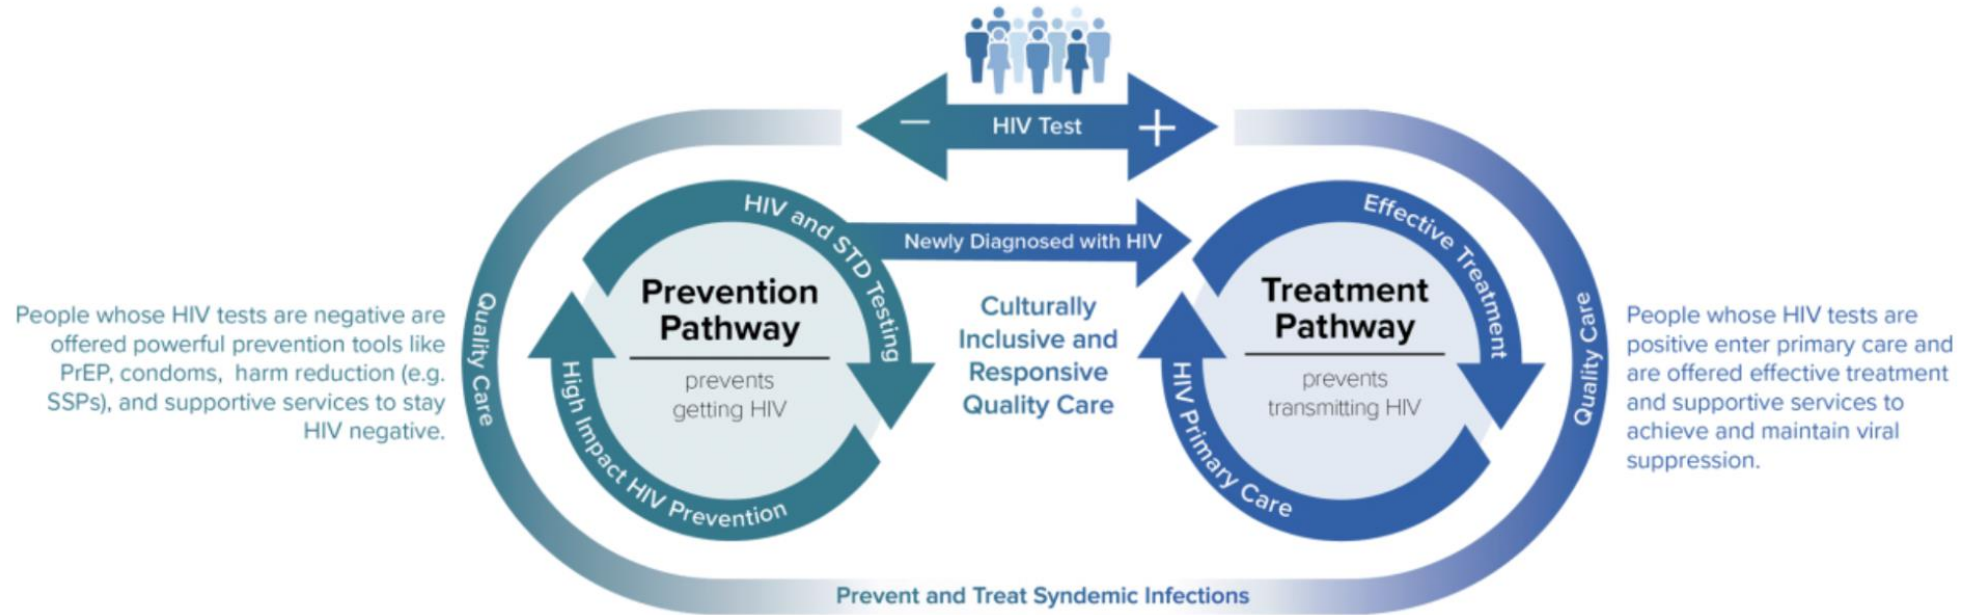 HIV Test
HIV and STD Testing
Newly Diagnosed with HIV
Effective Treatment
Quality Care
Prevention
Pathway
prevents
getting HIV
High Impact HIV Prevention
Culturally
Inclusive and
Responsive
Quality Care
Treatment
Pathway
prevents
transmitting HIV
HIV Primary Care
Quality Care
People whose HIV tests are negative are
offered powerful prevention tools like
PrEP, condoms, harm reduction (e.g.
SSPs), and supportive services to stay
HIV negative.
People whose HIV tests are
positive enter primary care and
are offered effective treatment
and supportive services to
achieve and maintain viral
suppression.
Prevent and Treat Syndemic Infections